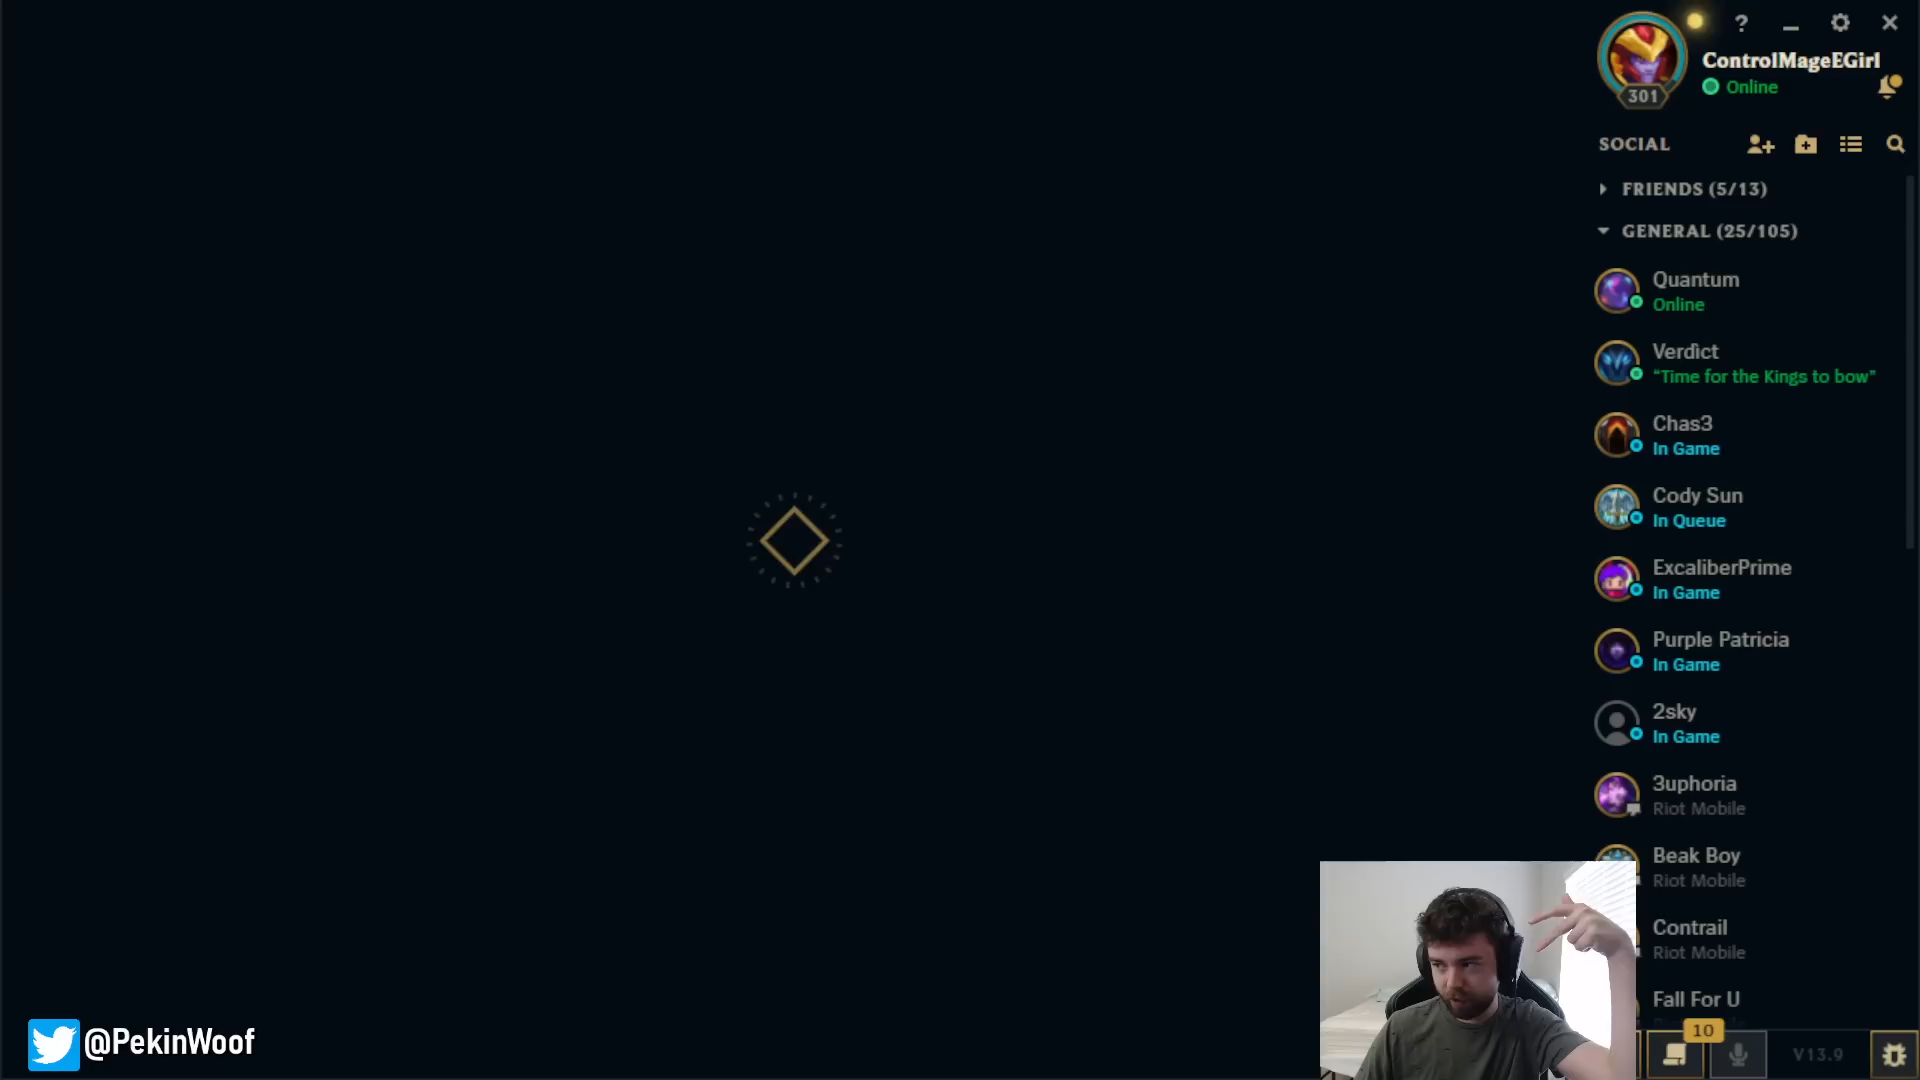 ControlMageEGirl
301
Online
SOCIAL
FRIENDS (5/13)
GENERAL (25/105)
Quantum
Online
Verdict
“Time for the Kings to bow”
Chas3
In Game
Cody Sun
In Queue
ExcaliberPrime
In Game
Purple Patricia
In Game
2sky
In Game
3uphoria
Riot Mobile
Beak Boy
Riot Mobile
Contrail
Riot Mobile
Fall For U
10
V13.9
@PekinWoof